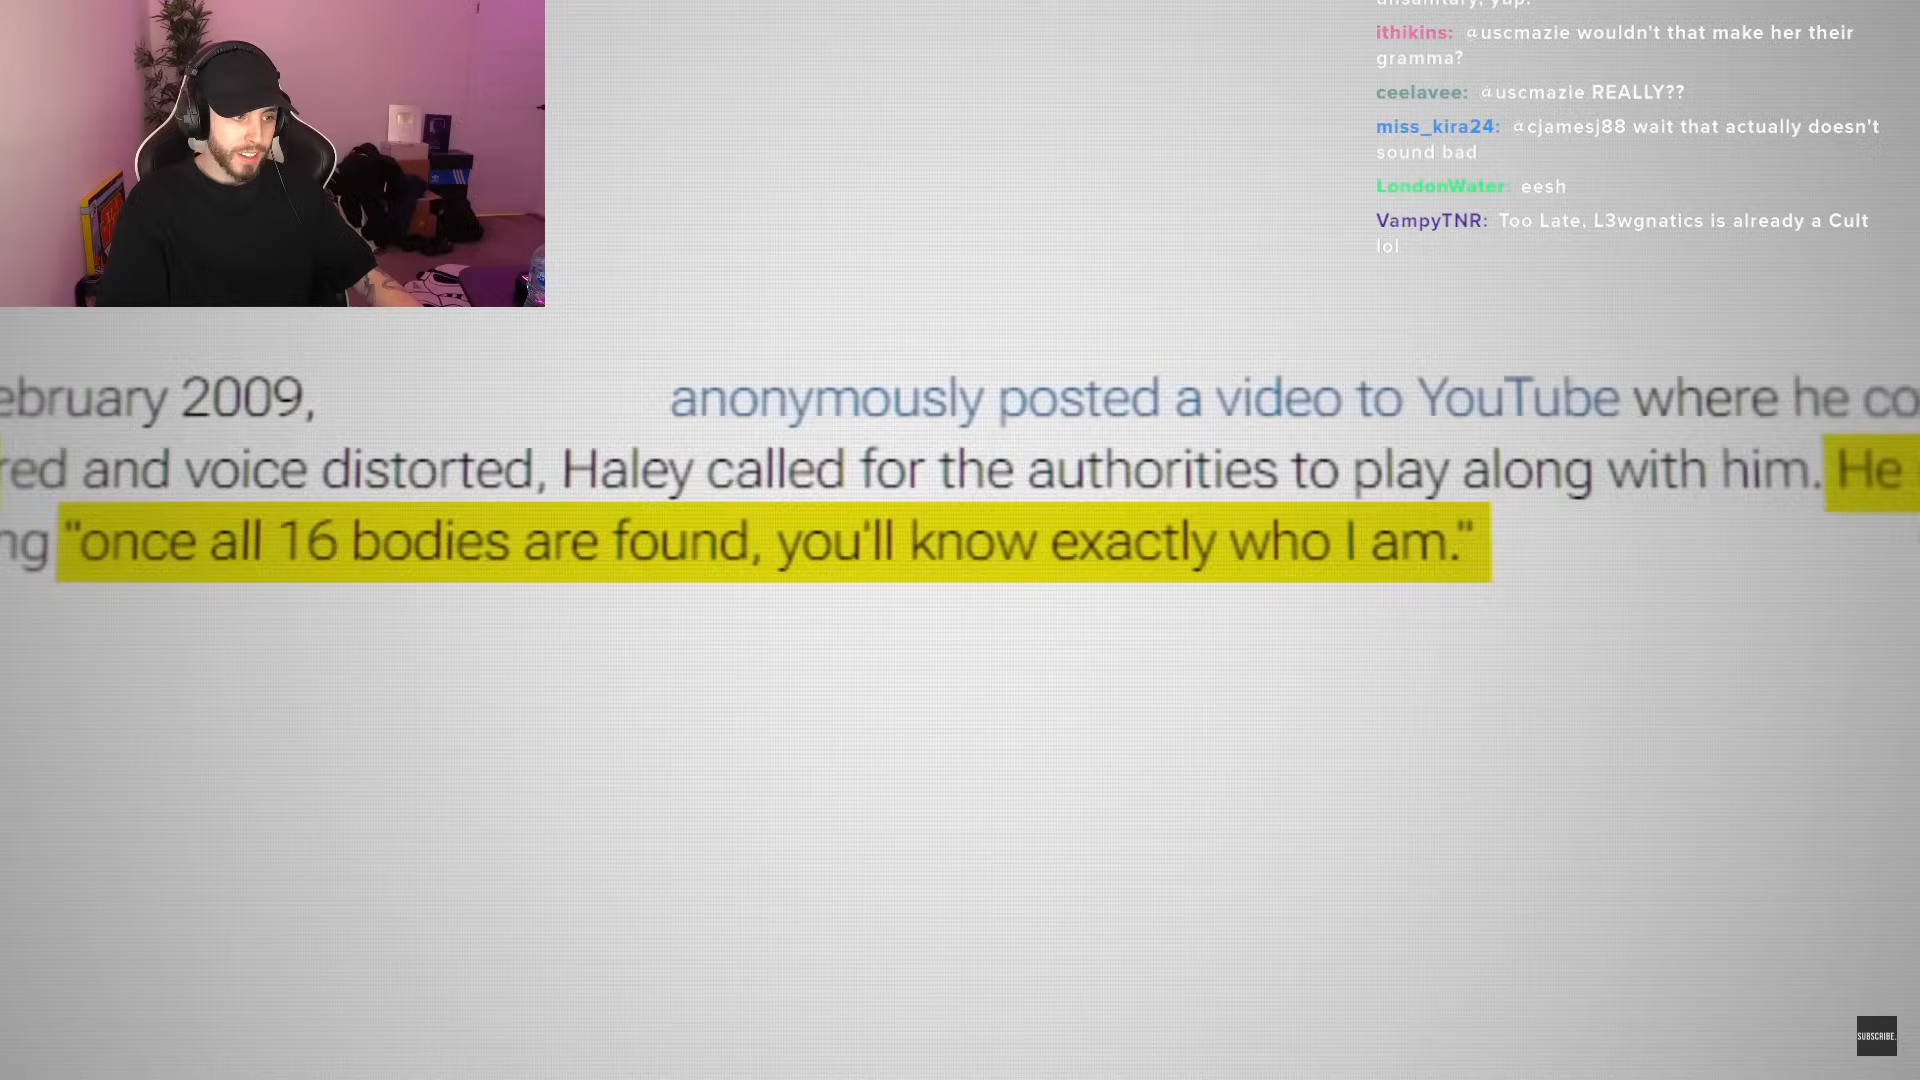 unsanitary, yup.
ithikins: @uscmazie wouldn't that make her their
gramma?
ceelavee: @uscmazie REALLY??
miss_kira24: @cjamesj88 wait that actually doesn't
sound bad
LondonWater: eesh
VampyTNR: Too Late, L3wgnatics is already a Cult
lol
ebruary 2009, anonymously posted a video to YouTube where he co
red and voice distorted, Haley called for the authorities to play along with him. He
ng "once all 16 bodies are found, you'll know exactly who I am."
SUBSCRIBE.